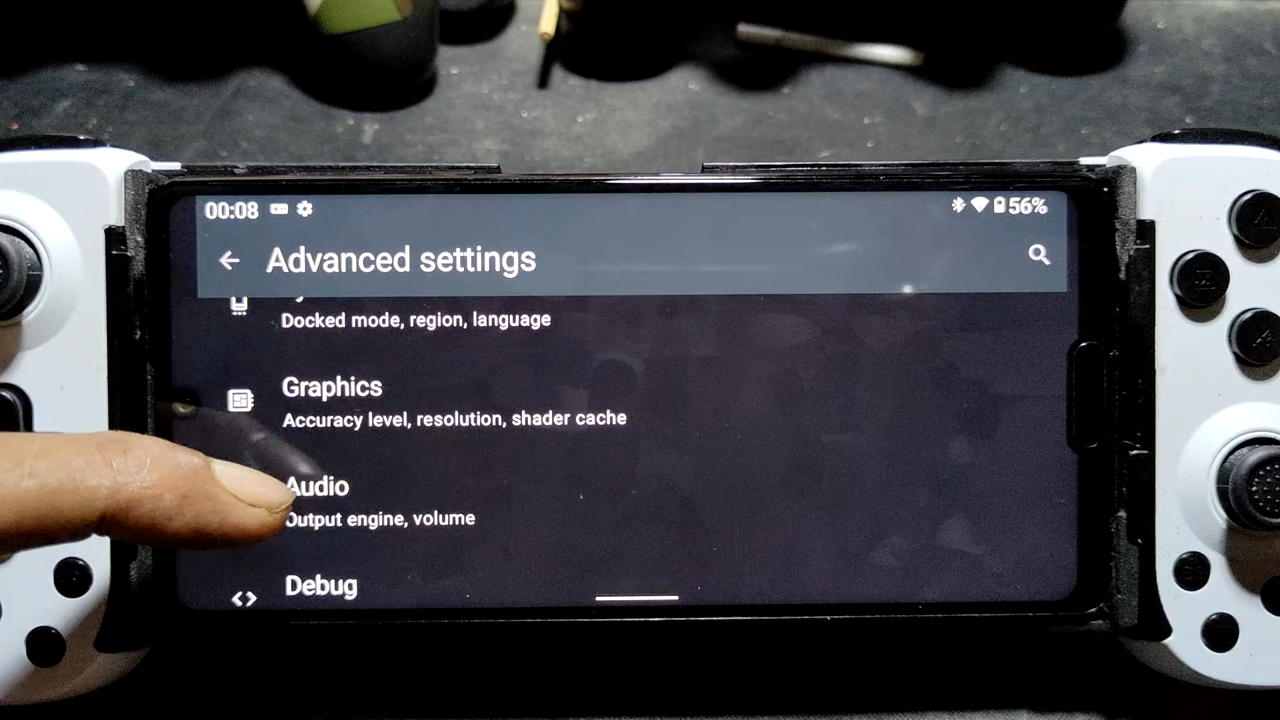 00:08
56%
Advanced settings
Docked mode, region, language
Graphics
Accuracy level, resolution, shader cache
Audio
Output engine, volume
Debug